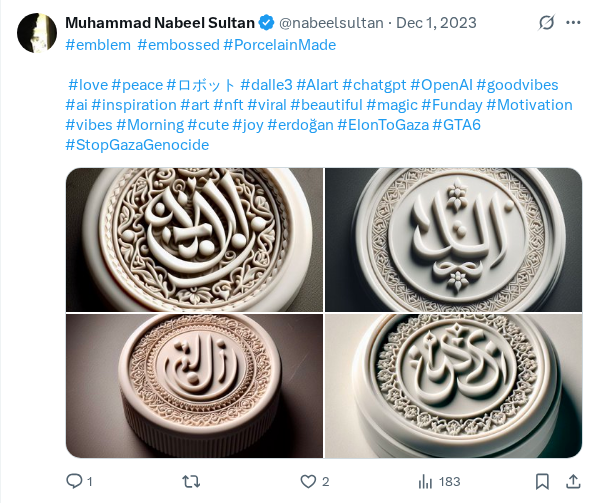 Muhammad Nabeel Sultan @nabeelsultan · Dec 1, 2023
#emblem #embossed #PorcelainMade
#love #peace #ロボット #dalle3 #AIart #chatgpt #OpenAI #goodvibes
#ai #inspiration #art #nft #viral #beautiful #magic #Funday #Motivation
#vibes #Morning #cute #joy #erdoğan #ElonToGaza #GTA6
#StopGazaGenocide
1 2 183